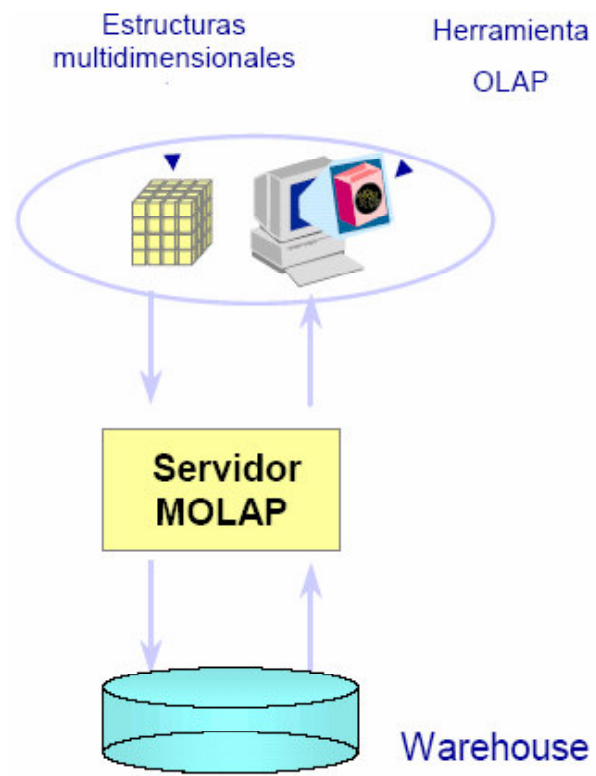 Estructuras
multidimensionales
Herramienta
OLAP
Servidor
MOLAP
Warehouse